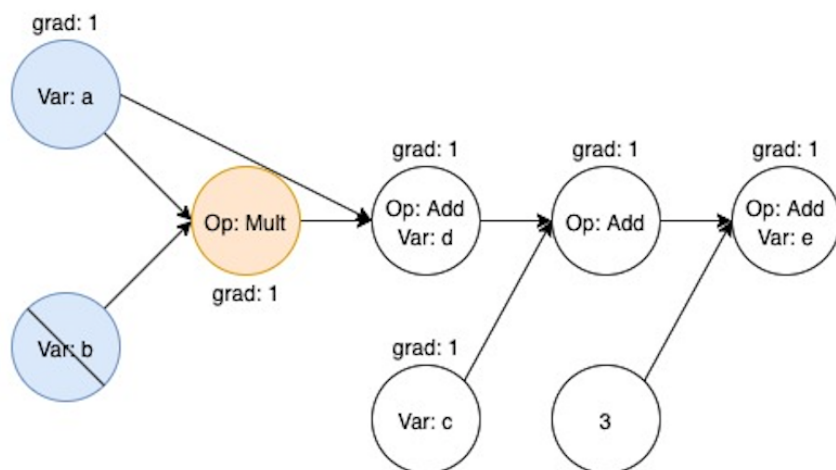 grad: 1
Var: a
grad: 1
grad: 1
grad: 1
Op: Mult
Op: Add
Var: d
Op: Add
Op: Add
Var: e
grad: 1
Var: b
grad: 1
Var: c
3